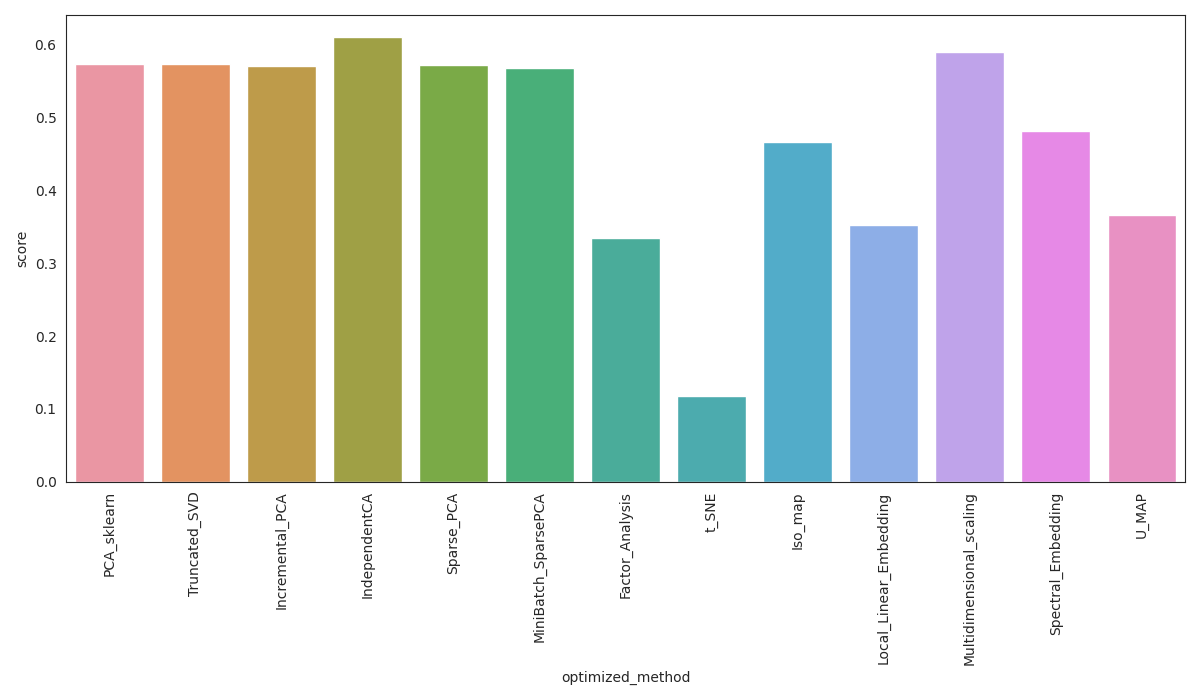 0.6
0.5
0.4
0.3
0.2
0.1
0.0
score
PCA_sklearn
Truncated_SVD
Incremental_PCA
IndependentCA
Sparse_PCA
MiniBatch_SparsePCA
Factor_Analysis
t_SNE
Iso_map
Local_Linear_Embedding
Multidimensional_scaling
Spectral_Embedding
U_MAP
optimized_method